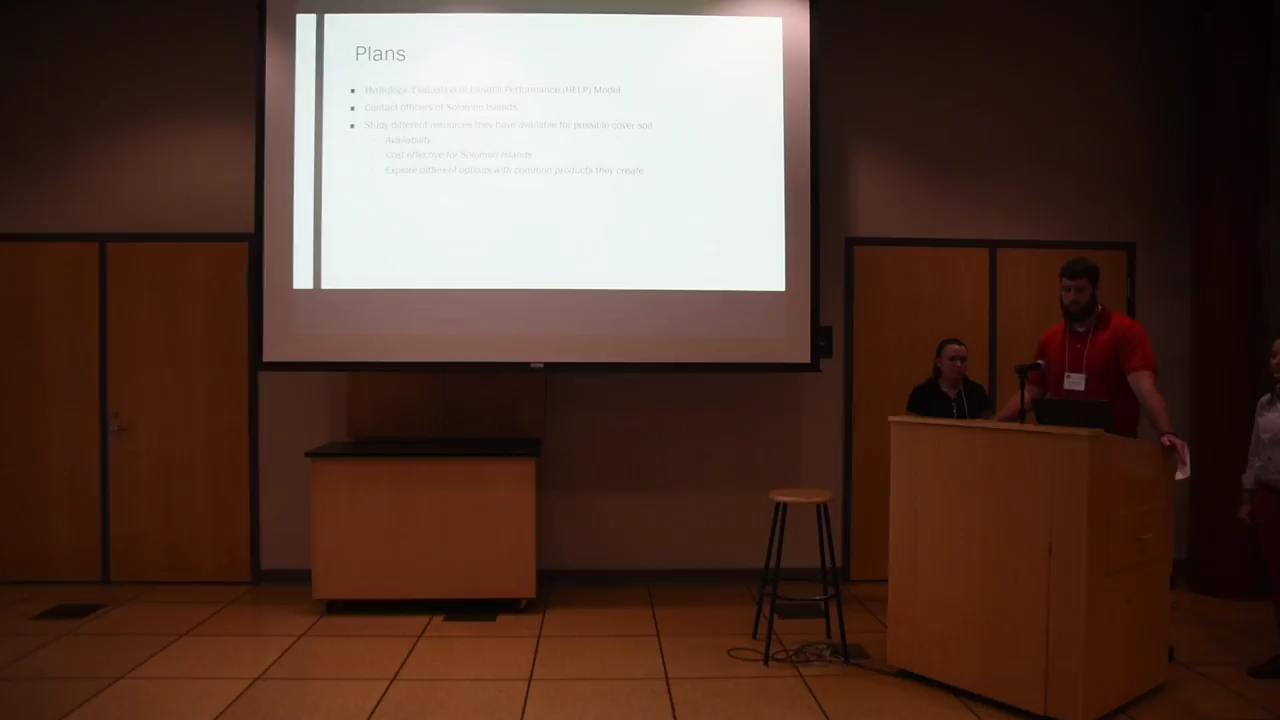 Plans
Hydrologic Evaluation of Landfill Performance (HELP) Model
Contact officers of Solomon Islands
Study different resources they have available for possible cover soil
Availability
Cost effective for Solomon Islands
Explore different options with common products they create